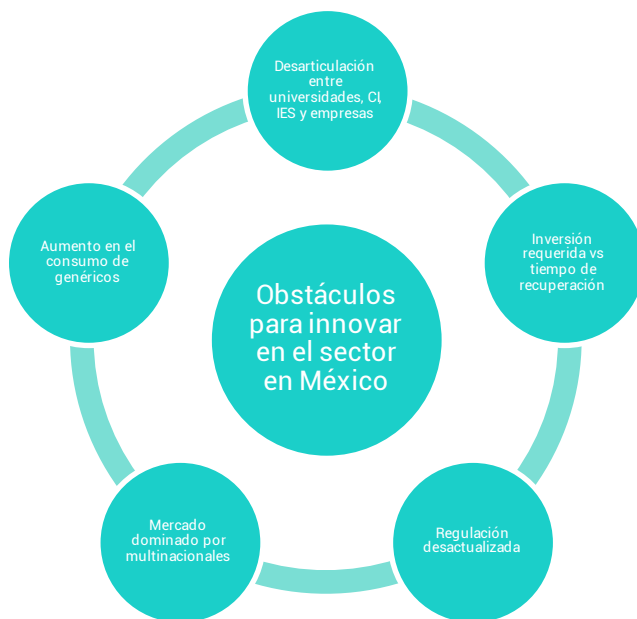 Desarticulación
entre
universidades, CI,
IES y empresas
Inversión
requerida vs
tiempo de
recuperación
Regulación
desactualizada
Mercado
dominado por
multinacionales
Aumento en el
consumo de
genéricos
Obstáculos
para innovar
en el sector
en México